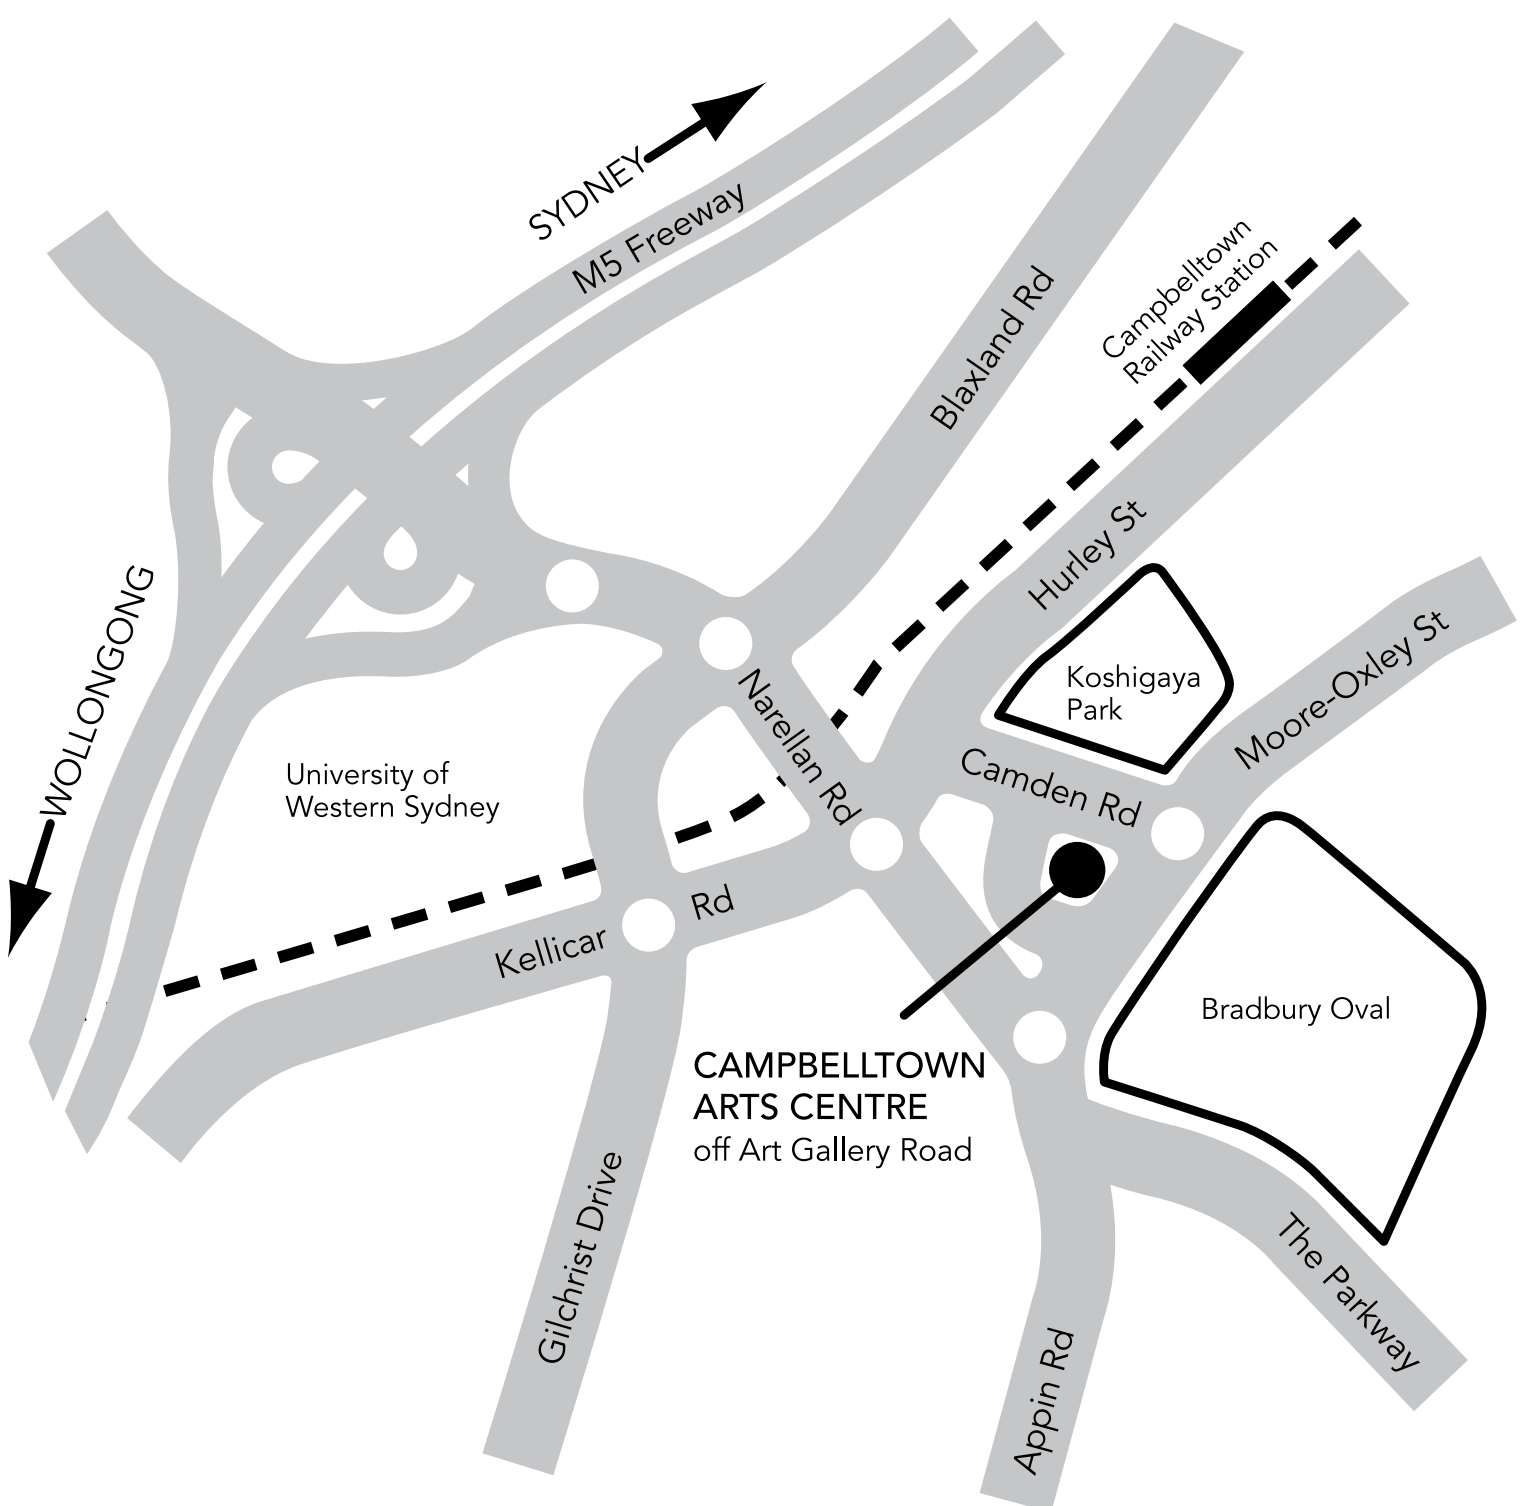 SYDNEY
M5 Freeway
Blaxland Rd
Campbelltown
Railway Station
Hurley St
WOLLONGONG
Koshigaya
Park
Moore-Oxley St
Narellan Rd
University of
Western Sydney
Camden Rd
Kellicar Rd
Bradbury Oval
CAMPBELLTOWN
ARTS CENTRE
off Art Gallery Road
Gilchrist Drive
The Parkway
Appin Rd